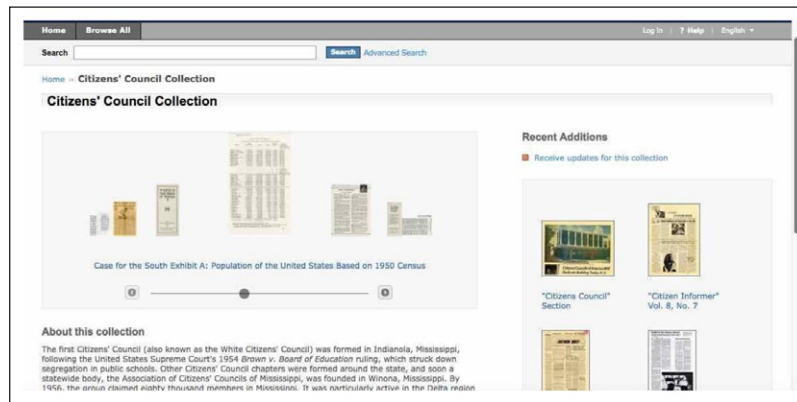 Home Browse All Log In | ? Help | English
Search Search Advanced Search
Home » Citizens' Council Collection
Citizens' Council Collection
Recent Additions
Receive updates for this collection
Case for the South Exhibit A: Population of the United States Based on 1950 Census
"Citizens Council" Section
"Citizen Informer" Vol. 8, No. 7
About this collection
The first Citizens' Council (also known as the White Citizens' Council) was formed in Indianola, Mississippi,
following the United States Supreme Court's 1954 Brown v. Board of Education ruling, which struck down
segregation in public schools. Other Citizens' Council chapters were formed around the state, and soon a
statewide body, the Association of Citizens' Councils of Mississippi, was founded in Winona, Mississippi. By
1956, the group claimed eighty thousand members in Mississippi. It was particularly active in the Delta region